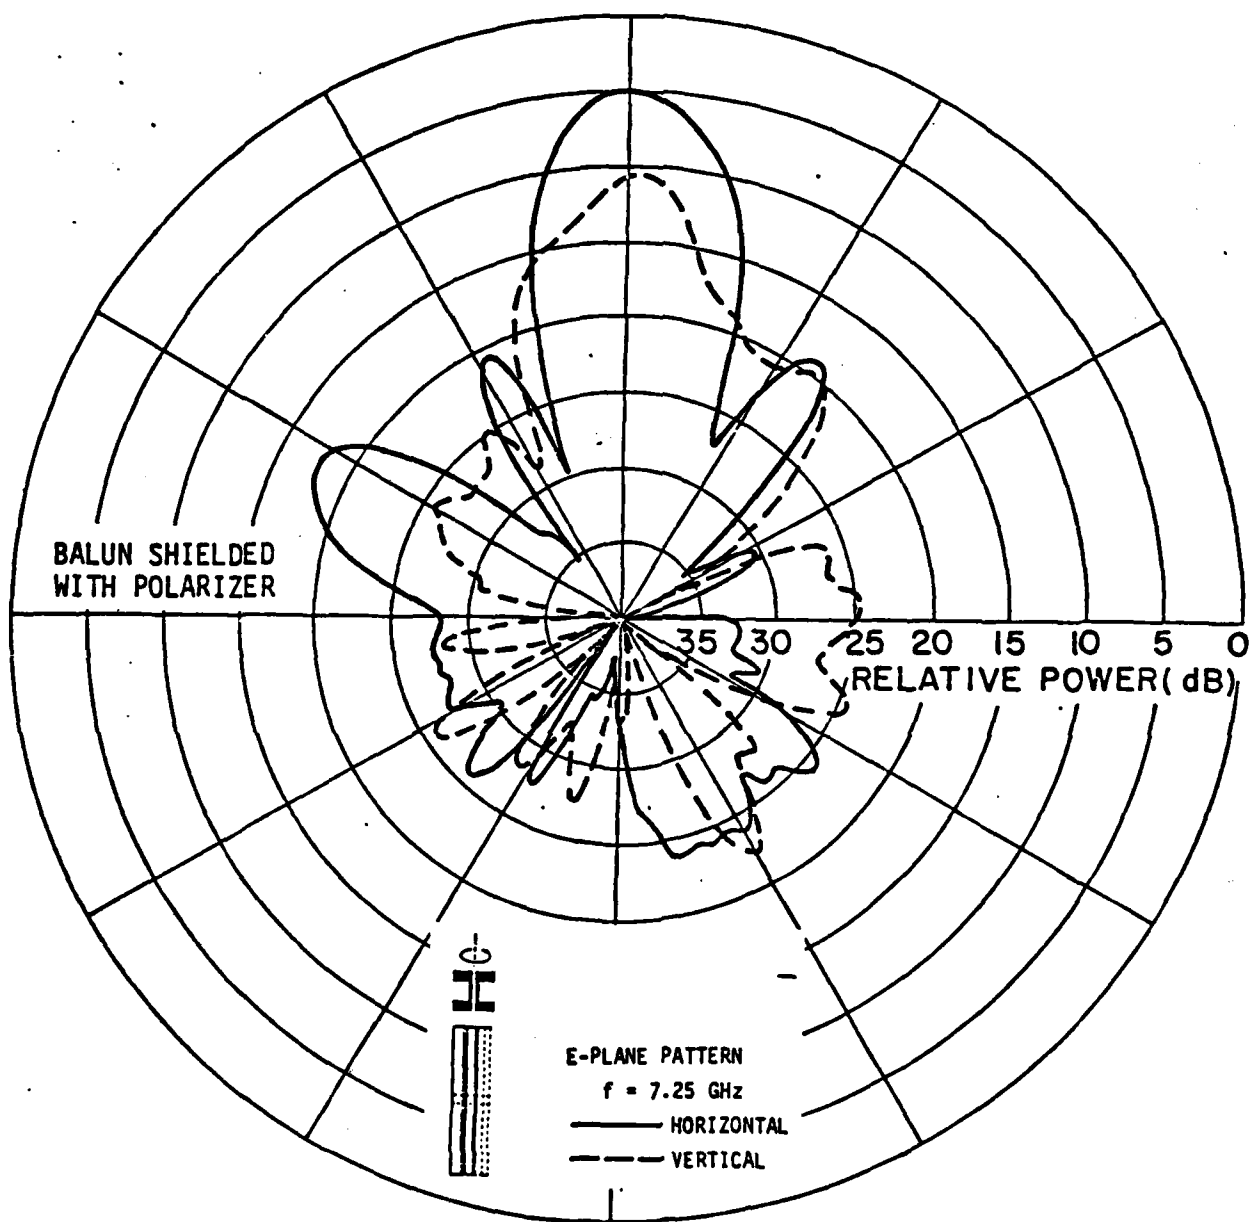 BALUN SHIELDED
WITH POLARIZER
35 30 25 20 15 10 5 0
RELATIVE POWER(dB)
E-PLANE PATTERN
f = 7.25 GHz
HORIZONTAL
VERTICAL